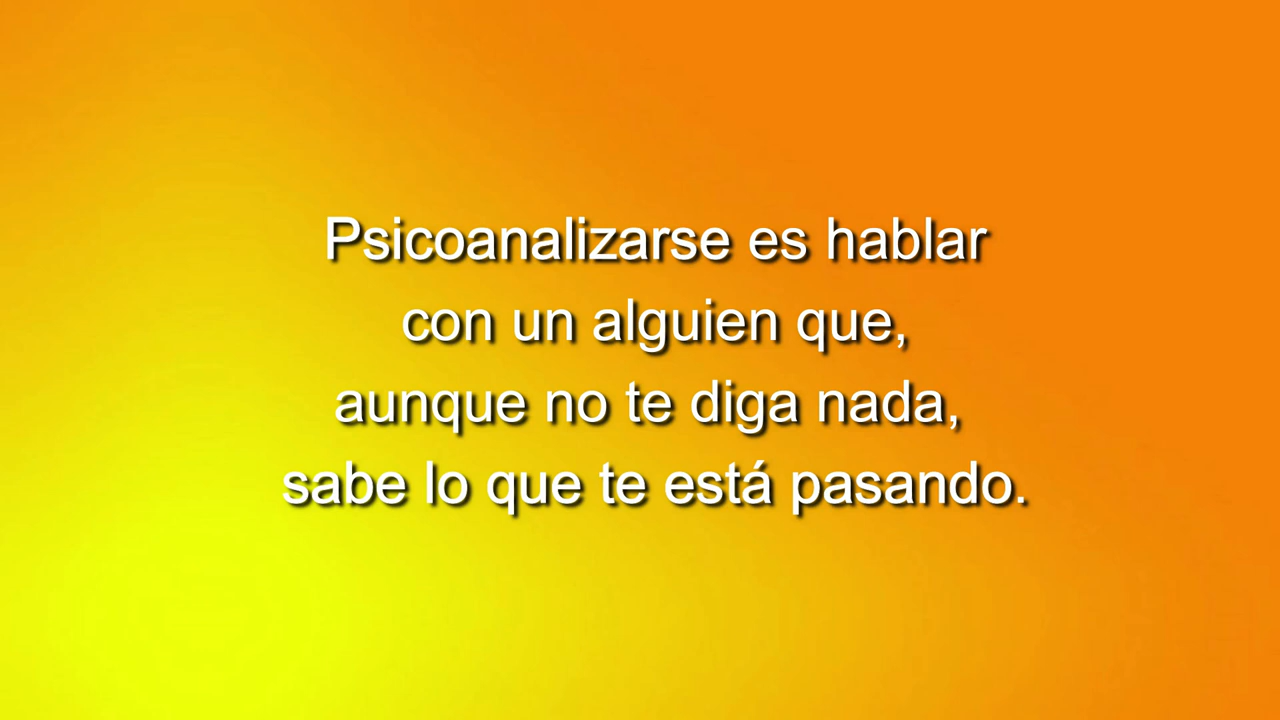 Psicoanalizarse es hablar
con un alguien que,
aunque no te diga nada,
sabe lo que te está pasando.